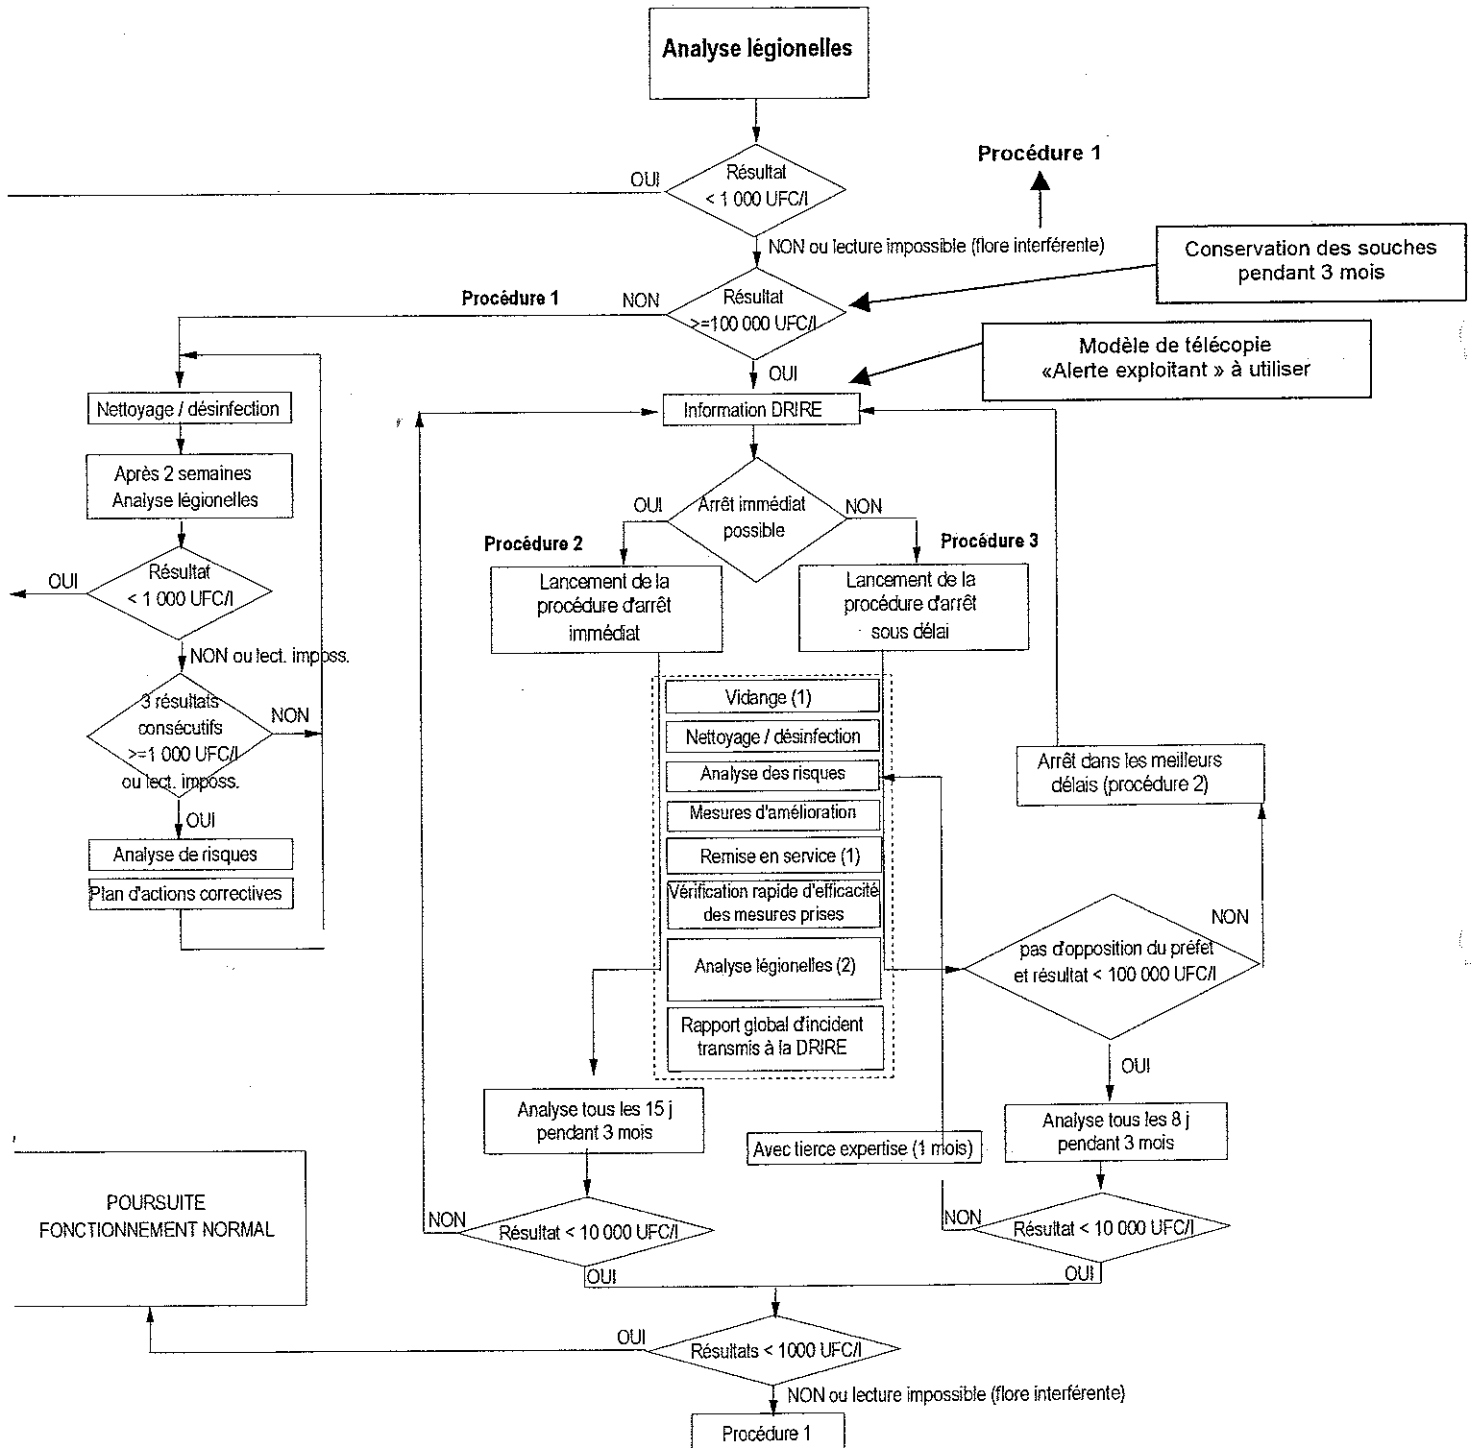 Analyse légionelles
Résultat
< 1 000 UFC/l
OUI
Procédure 1
NON ou lecture impossible (flore interférente)
Conservation des souches
pendant 3 mois
Procédure 1
NON
Résultat
>=100 000 UFC/l
OUI
Modèle de télécopie
«Alerte exploitant » à utiliser
Nettoyage / désinfection
Information DRIRE
Après 2 semaines
Analyse légionelles
OUI
Arrêt immédiat
possible
NON
Procédure 2
Procédure 3
OUI
Résultat
< 1 000 UFC/l
Lancement de la
procédure d'arrêt
immédiat
Lancement de la
procédure d'arrêt
sous délai
NON ou lect. imposs.
3 résultats
consécutifs
>=1 000 UFC/l
ou lect. imposs.
NON
OUI
Analyse de risques
Plan d'actions correctives
Vidange (1)
Nettoyage / désinfection
Analyse des risques
Mesures d'amélioration
Remise en service (1)
Vérification rapide d'efficacité
des mesures prises
Analyse légionelles (2)
Rapport global d'incident
transmis à la DRIRE
Arrêt dans les meilleurs
délais (procédure 2)
NON
pas d'opposition du préfet
et résultat < 100 000 UFC/l
OUI
Analyse tous les 15 j
pendant 3 mois
Avec tierce expertise (1 mois)
Analyse tous les 8 j
pendant 3 mois
POURSUITE
FONCTIONNEMENT NORMAL
NON
Résultat < 10 000 UFC/l
NON
Résultat < 10 000 UFC/l
OUI
OUI
OUI
Résultats < 1000 UFC/l
NON ou lecture impossible (flore interférente)
Procédure 1